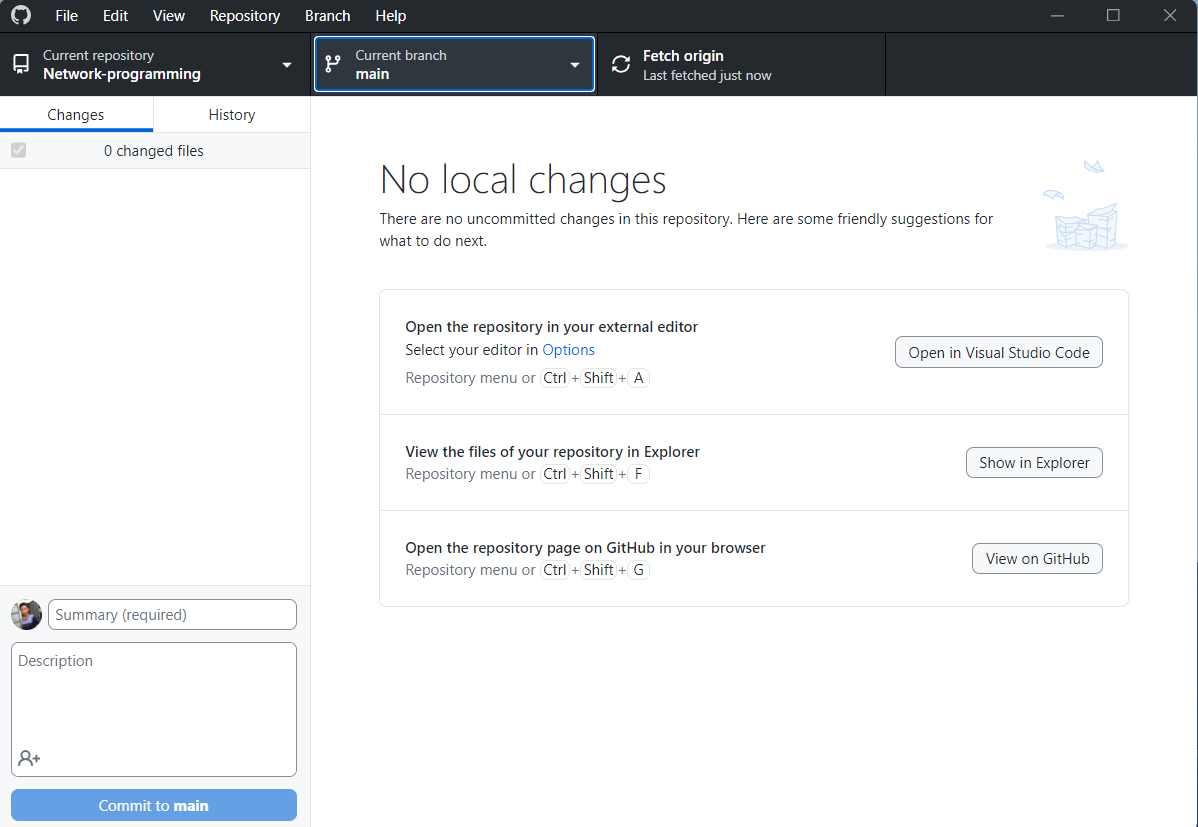 File Edit View Repository Branch Help
Current repository
Network-programming
Current branch
main
Fetch origin
Last fetched just now
Changes History
0 changed files
No local changes
There are no uncommitted changes in this repository. Here are some friendly suggestions for
what to do next.
Open the repository in your external editor
Select your editor in Options
Repository menu or Ctrl + Shift + A
Open in Visual Studio Code
View the files of your repository in Explorer
Repository menu or Ctrl + Shift + F
Show in Explorer
Open the repository page on GitHub in your browser
Repository menu or Ctrl + Shift + G
View on GitHub
Summary (required)
Description
Commit to main